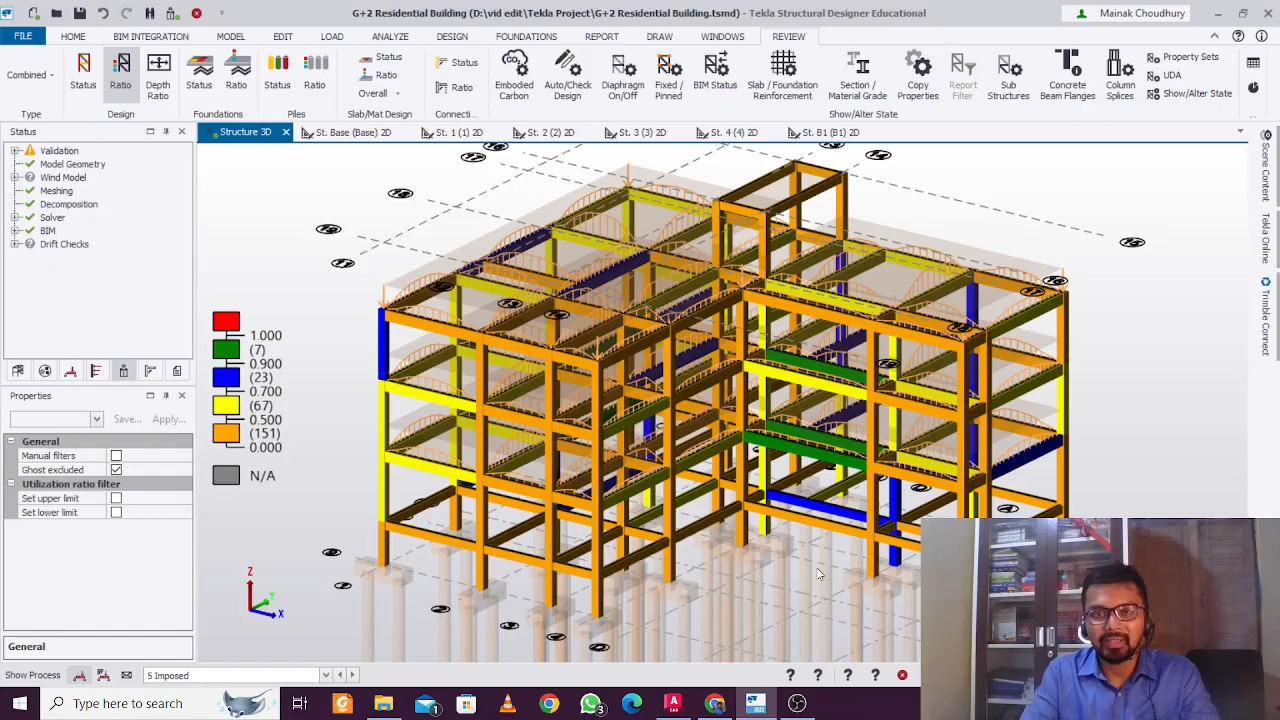 G+2 Residential Building (D:\vid edit\Tekla Project\G+2 Residential Building.tsmd) - Tekla Structural Designer Educational
Mainak Choudhury
FILE HOME BIM INTEGRATION MODEL EDIT LOAD ANALYZE DESIGN FOUNDATIONS REPORT DRAW WINDOWS REVIEW
Combined
Type
Status
Ratio
Depth Ratio
Design
Status
Ratio
Foundations
Status
Ratio
Piles
Status
Ratio
Overall
Slab/Mat Design
Status
Ratio
Connecti...
Embodied Carbon
Auto/Check Design
Diaphragm On/Off
Fixed / Pinned
BIM Status
Slab / Foundation Reinforcement
Section / Material Grade
Copy Properties
Report Filter
Sub Structures
Concrete Beam Flanges
Column Splices
Property Sets
UDA
Show/Alter State
Show/Alter State
...
Status
Validation
Model Geometry
Wind Model
Meshing
Decomposition
Solver
BIM
Drift Checks
Properties
Save... Apply...
General
Manual filters
Ghost excluded
Utilization ratio filter
Set upper limit
Set lower limit
General
Structure 3D
St. Base (Base) 2D
St. 1 (1) 2D
St. 2 (2) 2D
St. 3 (3) 2D
St. 4 (4) 2D
St. B1 (B1) 2D
1.000
(7)
0.900
(23)
0.700
(67)
0.500
(151)
0.000
N/A
Z
Y
X
Scene Content
Tekla Online
Trimble Connect
Show Process
5 Imposed
Type here to search